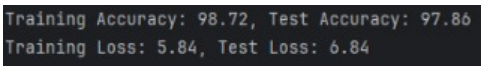 Training Accuracy: 98.72, Test Accuracy: 97.86
Training Loss: 5.84, Test Loss: 6.84